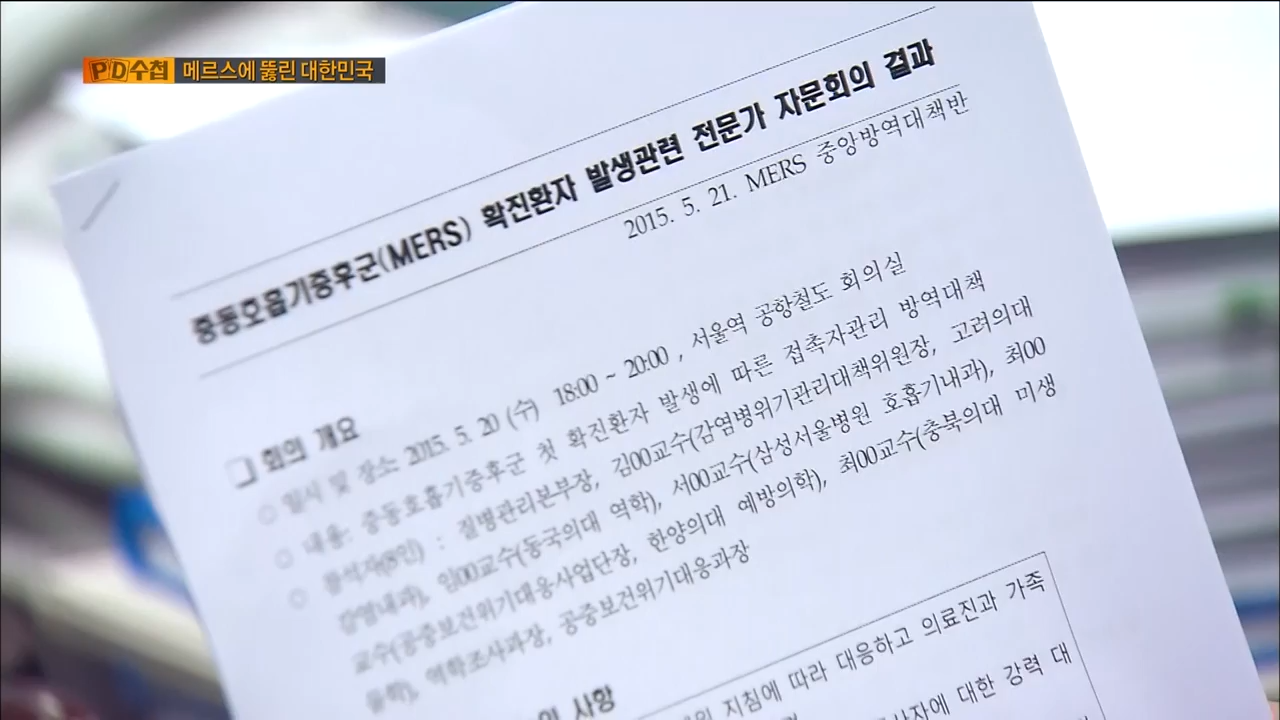 PD수첩 메르스에 뚫린 대한민국
중동호흡기증후군(MERS) 확진환자 발생관련 전문가 자문회의 결과
2015. 5. 21. MERS 중앙방역대책반
□ 회의 개요
○ 일시 및 장소: 2015. 5. 20 (수) 18:00 ~ 20:00 , 서울역 공항철도 회의실
○ 내용: 중동호흡기증후군 첫 확진환자 발생에 따른 접촉자관리 방역대책
○ 참석자(8인) : 질병관리본부장, 김00교수(감염병위기관리대책위원장, 고려의대
감염내과), 임00교수(동국의대 역학), 서00교수(삼성서울병원 호흡기내과), 최00
교수(공중보건위기대응사업단장, 한양의대 예방의학), 최00교수(충북의대 미생
물학), 역학조사과장, 공중보건위기대응과장
사항
지침에 따라 대응하고 의료진과 가족
대한 강력 대